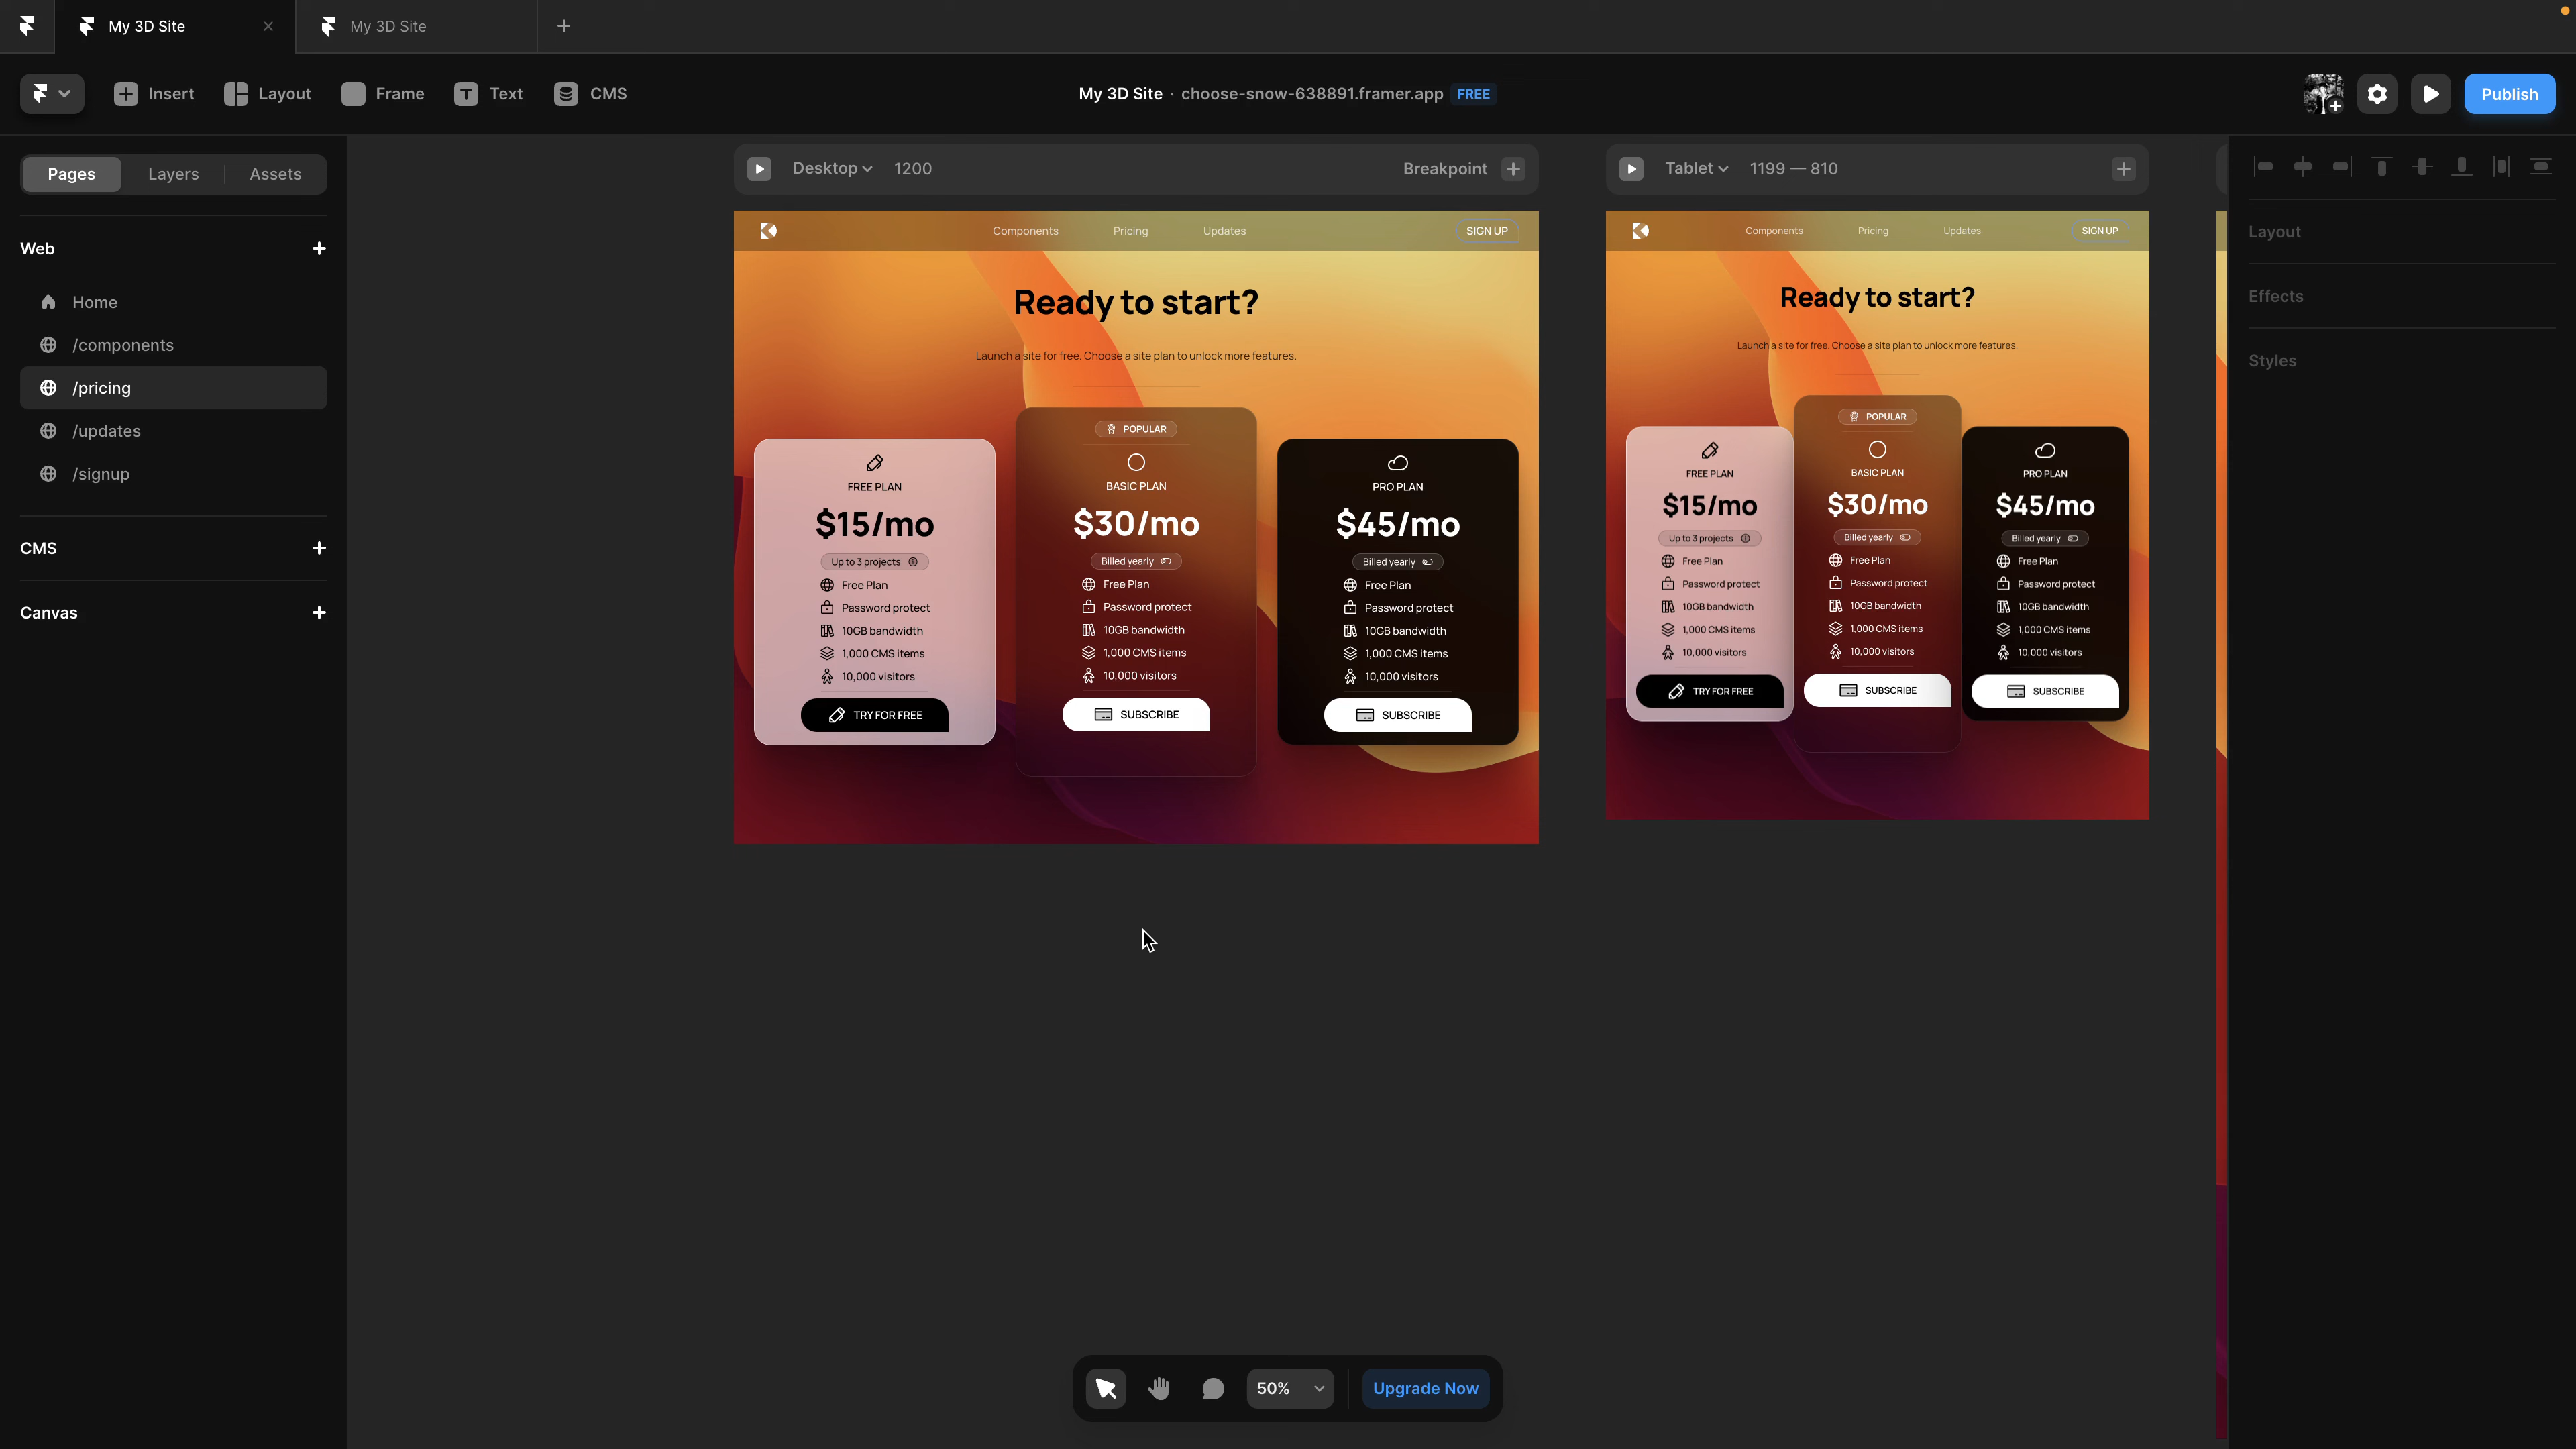 My 3D Site
My 3D Site
Insert
Layout
Frame
Text
CMS
My 3D Site · choose-snow-638891.framer.app FREE
Publish
Pages
Layers
Assets
Web
Home
/components
/pricing
/updates
/signup
CMS
Canvas
Desktop 1200
Breakpoint
Components
Pricing
Updates
SIGN UP
Ready to start?
Launch a site for free. Choose a site plan to unlock more features.
FREE PLAN
$15/mo
Up to 3 projects
Free Plan
Password protect
10GB bandwidth
1,000 CMS items
10,000 visitors
TRY FOR FREE
POPULAR
BASIC PLAN
$30/mo
Billed yearly
Free Plan
Password protect
10GB bandwidth
1,000 CMS items
10,000 visitors
SUBSCRIBE
PRO PLAN
$45/mo
Billed yearly
Free Plan
Password protect
10GB bandwidth
1,000 CMS items
10,000 visitors
SUBSCRIBE
Tablet 1199 — 810
Components
Pricing
Updates
SIGN UP
Ready to start?
Launch a site for free. Choose a site plan to unlock more features.
FREE PLAN
$15/mo
Up to 3 projects
Free Plan
Password protect
10GB bandwidth
1,000 CMS items
10,000 visitors
TRY FOR FREE
POPULAR
BASIC PLAN
$30/mo
Billed yearly
Free Plan
Password protect
10GB bandwidth
1,000 CMS items
10,000 visitors
SUBSCRIBE
PRO PLAN
$45/mo
Billed yearly
Free Plan
Password protect
10GB bandwidth
1,000 CMS items
10,000 visitors
SUBSCRIBE
Layout
Effects
Styles
50%
Upgrade Now